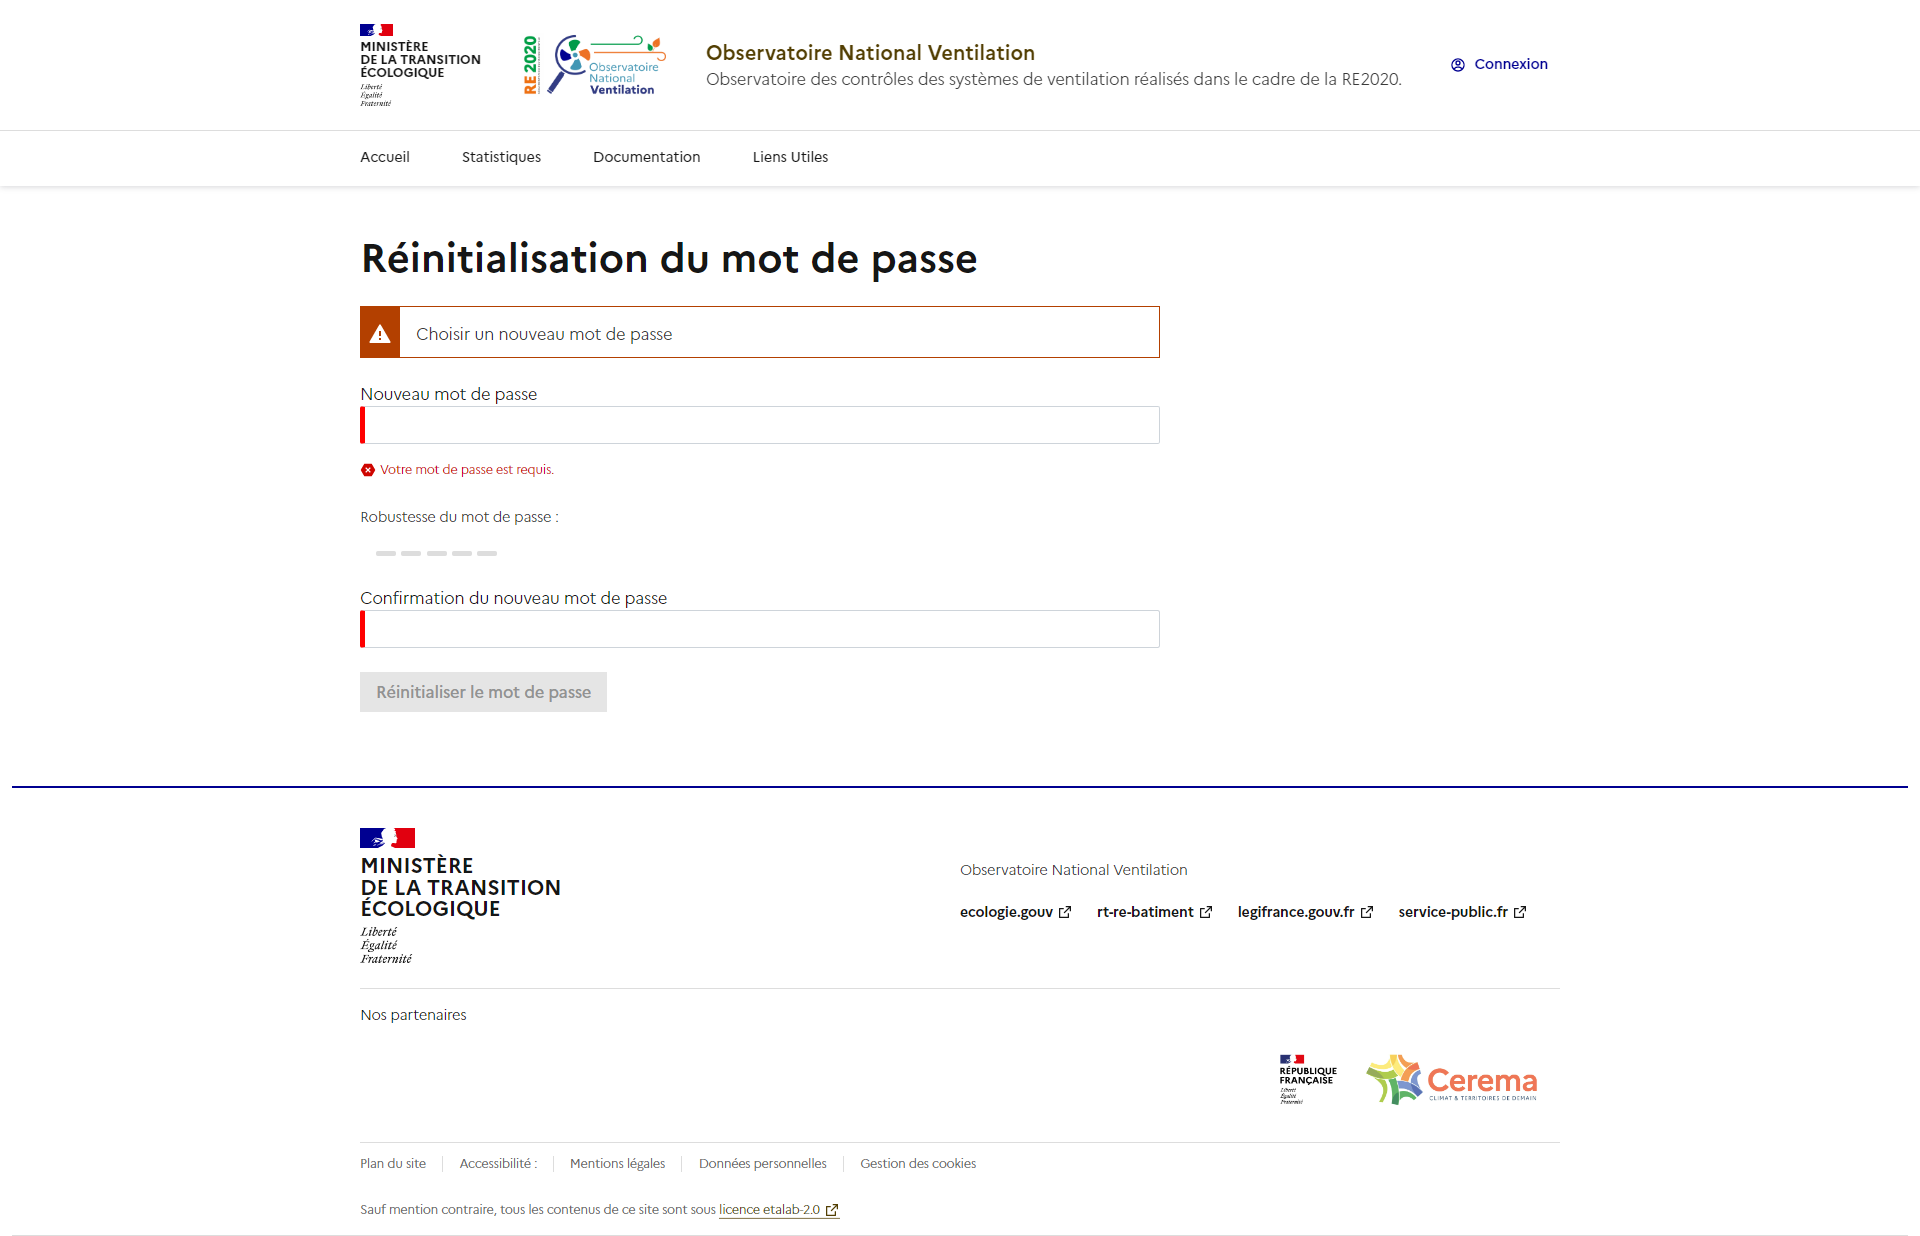 MINISTÈRE
DE LA TRANSITION
ÉCOLOGIQUE
Liberté
Égalité
Fraternité
RE 2020
Observatoire
National
Ventilation
Observatoire National Ventilation
Observatoire des contrôles des systèmes de ventilation réalisés dans le cadre de la RE2020.
Connexion
Accueil Statistiques Documentation Liens Utiles
Réinitialisation du mot de passe
Choisir un nouveau mot de passe
Nouveau mot de passe
Votre mot de passe est requis.
Robustesse du mot de passe :
Confirmation du nouveau mot de passe
Réinitialiser le mot de passe
MINISTÈRE
DE LA TRANSITION
ÉCOLOGIQUE
Liberté
Égalité
Fraternité
Observatoire National Ventilation
ecologie.gouv rt-re-batiment legifrance.gouv.fr service-public.fr
Nos partenaires
RÉPUBLIQUE
FRANÇAISE
Liberté
Égalité
Fraternité
Cerema
CLIMAT & TERRITOIRES DE DEMAIN
Plan du site Accessibilité : Mentions légales Données personnelles Gestion des cookies
Sauf mention contraire, tous les contenus de ce site sont sous licence etalab-2.0